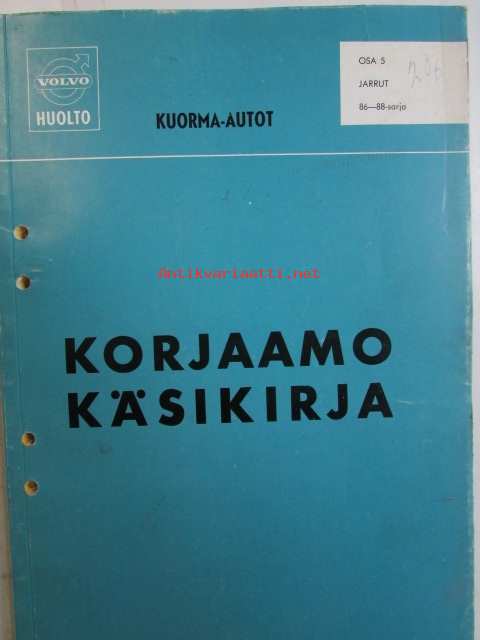 VOLVO
HUOLTO
KUORMA-AUTOT
OSA 5
JARRUT
86—88-sarja
Antikvariaatti.net
KORJAAMO
KÄSIKIRJA